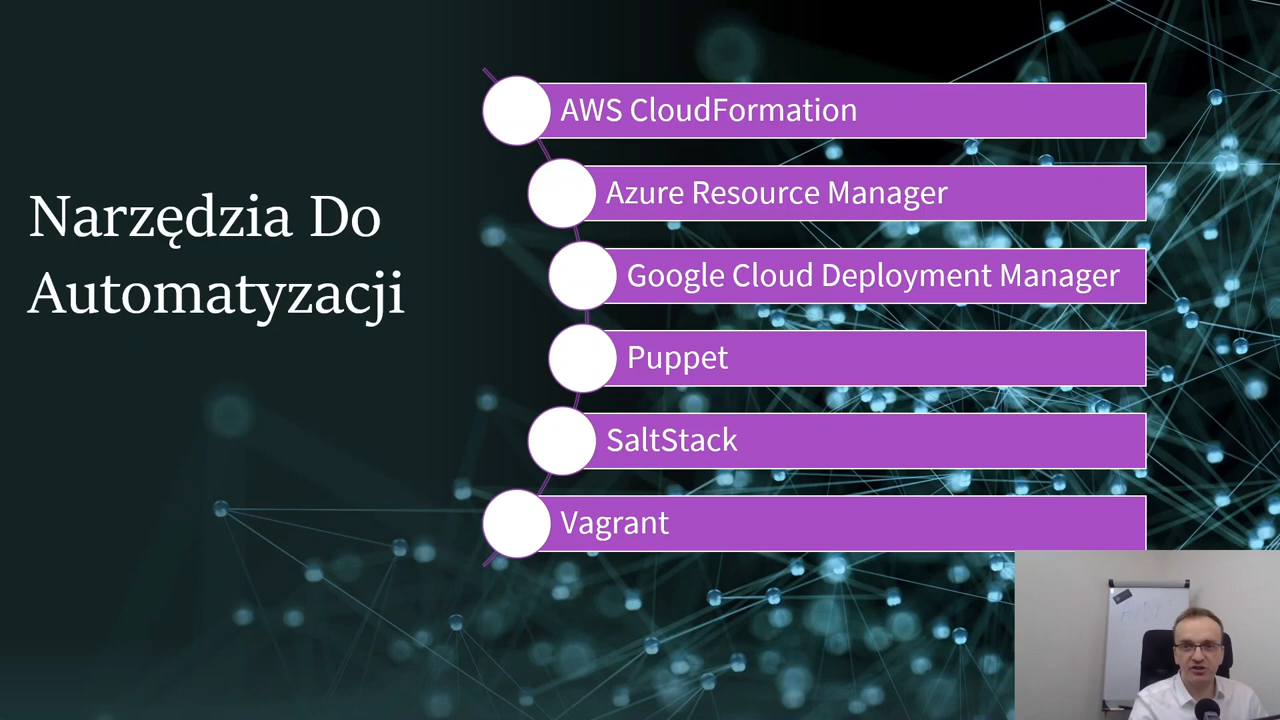 Narzędzia Do
Automatyzacji
AWS CloudFormation
Azure Resource Manager
Google Cloud Deployment Manager
Puppet
SaltStack
Vagrant